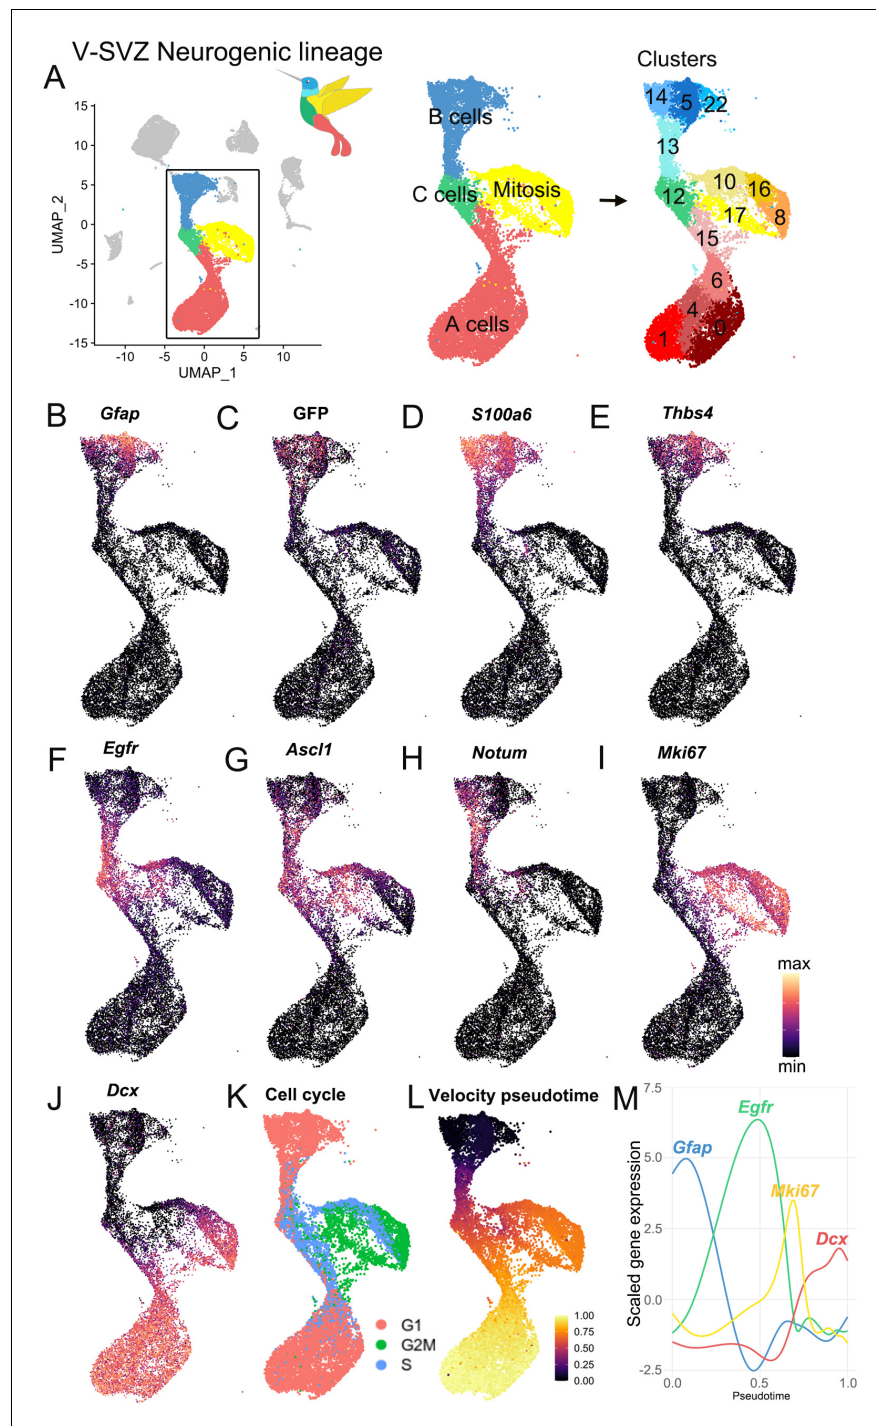 V-SVZ Neurogenic lineage
A
15
10
5
0
-5
-10
-15
UMAP_2
-10
-5
0
5
10
UMAP_1
B cells
C cells
Mitosis
A cells
Clusters
14
5
22
13
10
16
12
17
8
15
6
4
1
0
B
Gfap
C
GFP
D
S100a6
E
Thbs4
F
Egfr
G
Ascl1
H
Notum
I
Mki67
max
min
J
Dcx
K
Cell cycle
G1
G2M
S
L
Velocity pseudotime
1.00
0.75
0.50
0.25
0.00
M
7.5
5.0
2.5
0.0
-2.5
Scaled gene expression
Egfr
Gfap
Mki67
Dcx
0.0
0.5
1.0
Pseudotime